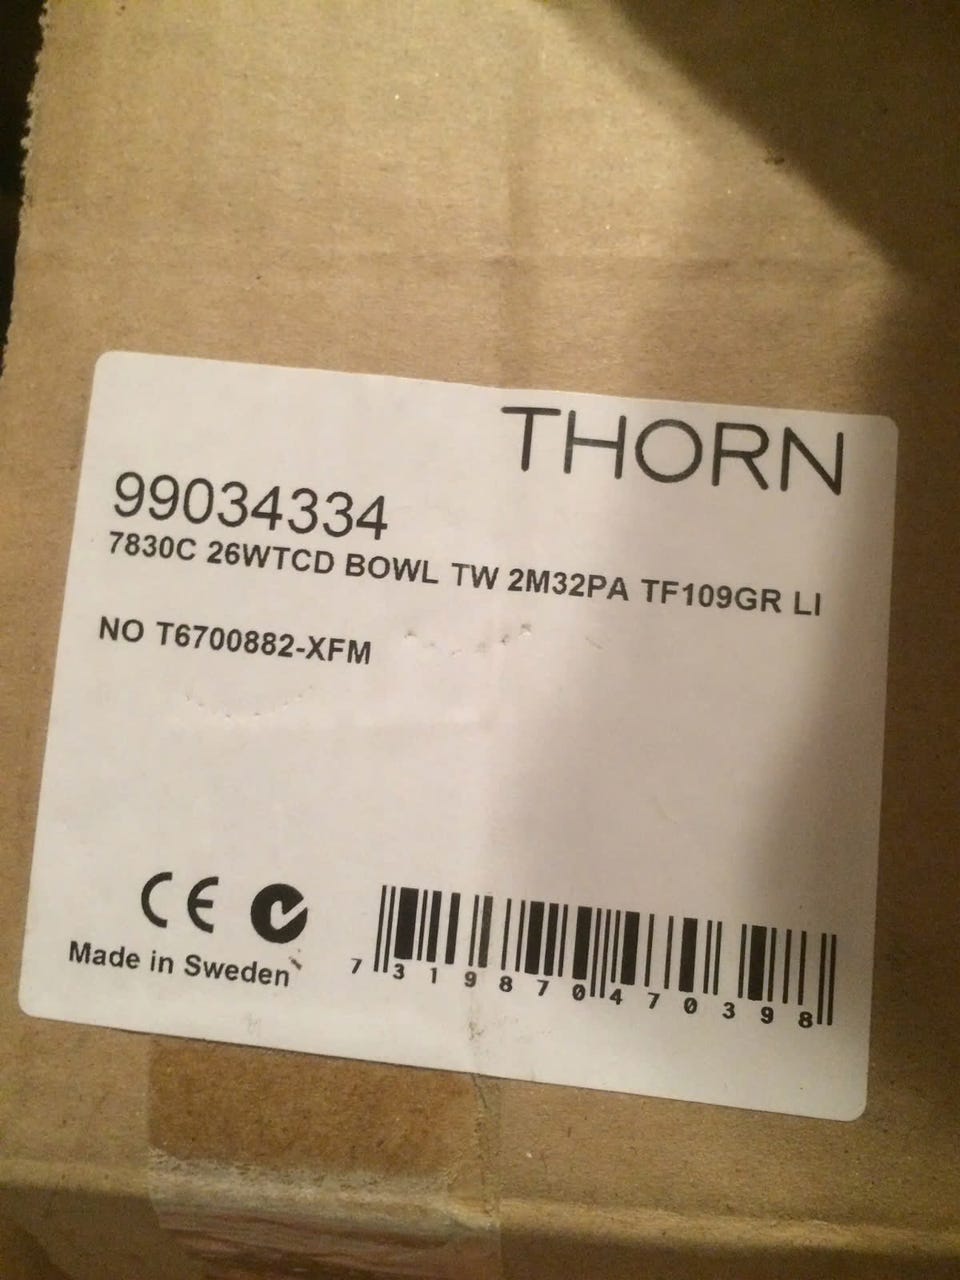 THORN
99034334
7830C 26WTCD BOWL TW 2M32PA TF109GR LI
NO T6700882-XFM
CE
Made in Sweden
7 319870 470398